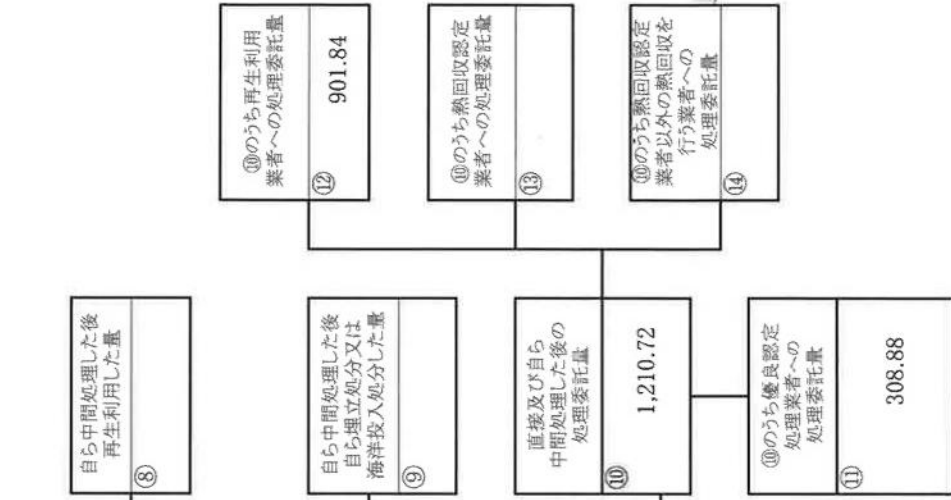 自ら中間処理した後
再生利用した量
⑧
自ら中間処理した後
自ら埋立処分又は
海洋投入処分した量
⑨
直接及び自ら
中間処理した後の
処理委託量
⑩
1,210.72
⑩のうち優良認定
処理業者への
処理委託量
⑪
308.88
⑩のうち再生利用
業者への処理委託量
⑫
901.84
⑩のうち熱回収認定
業者への処理委託量
⑬
⑩のうち熱回収認定
業者以外の熱回収を
行う業者への
処理委託量
⑭